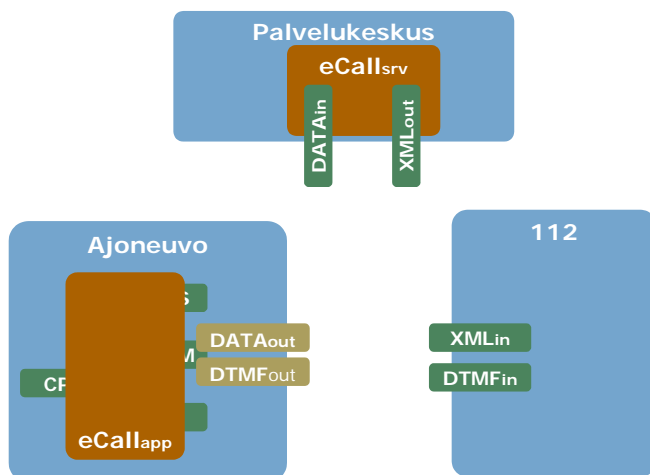 Palvelukeskus
eCallsrv
DATAin
XMLout
Ajoneuvo
112
DATAout
XMLin
DTMFout
DTMFin
eCallapp